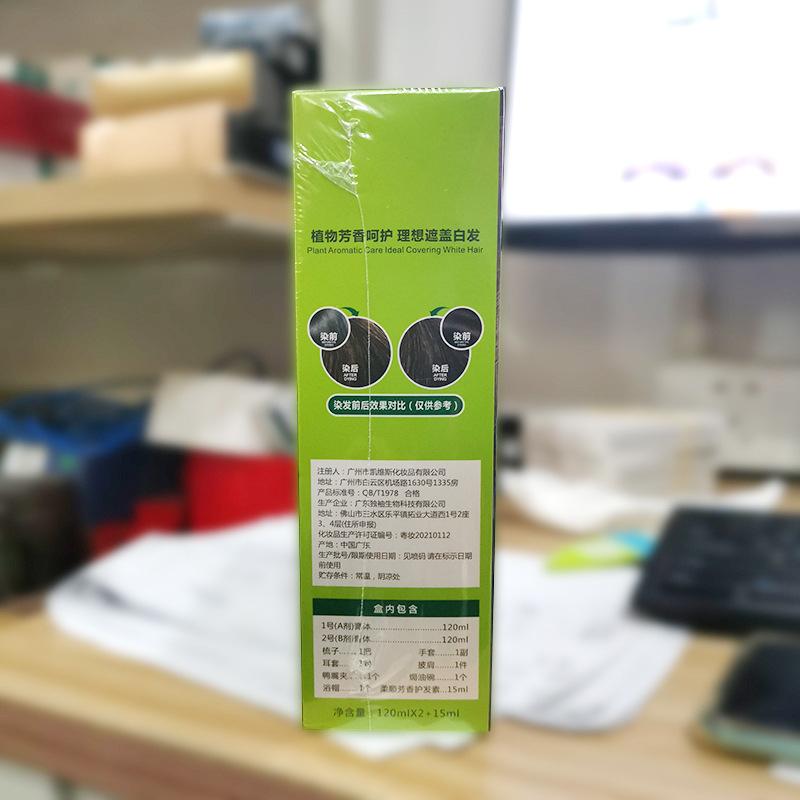 植物芳香呵护 理想遮盖白发
Plant Aromatic Care Ideal Covering White Hair
染前
染后
AFTER DYING
染前
染后
AFTER DYING
染发前后效果对比（仅供参考）
注册人：广州市凯维斯化妆品有限公司
地址：广州市白云区机场路1630号1335房
产品标准号：QB/T1978 合格
生产企业：广东独袖生物科技有限公司
地址：佛山市三水区乐平镇拓业大道西1号2座
3、4层(住所申报)
化妆品生产许可证编号：粤妆20210112
产地：中国广东
生产批号/限期使用日期：见喷码 请在标示日期
前使用
贮存条件：常温，阴凉处
盒内包含
1号(A剂)膏体...................120ml
2号(B剂)膏体...................120ml
梳子......1把 手套......1副
耳套...... 披肩......1件
鸭嘴夹...1个 焗油碗...1个
浴帽......1个 柔顺芳香护发素...15ml
净含量：120mlX2+15ml